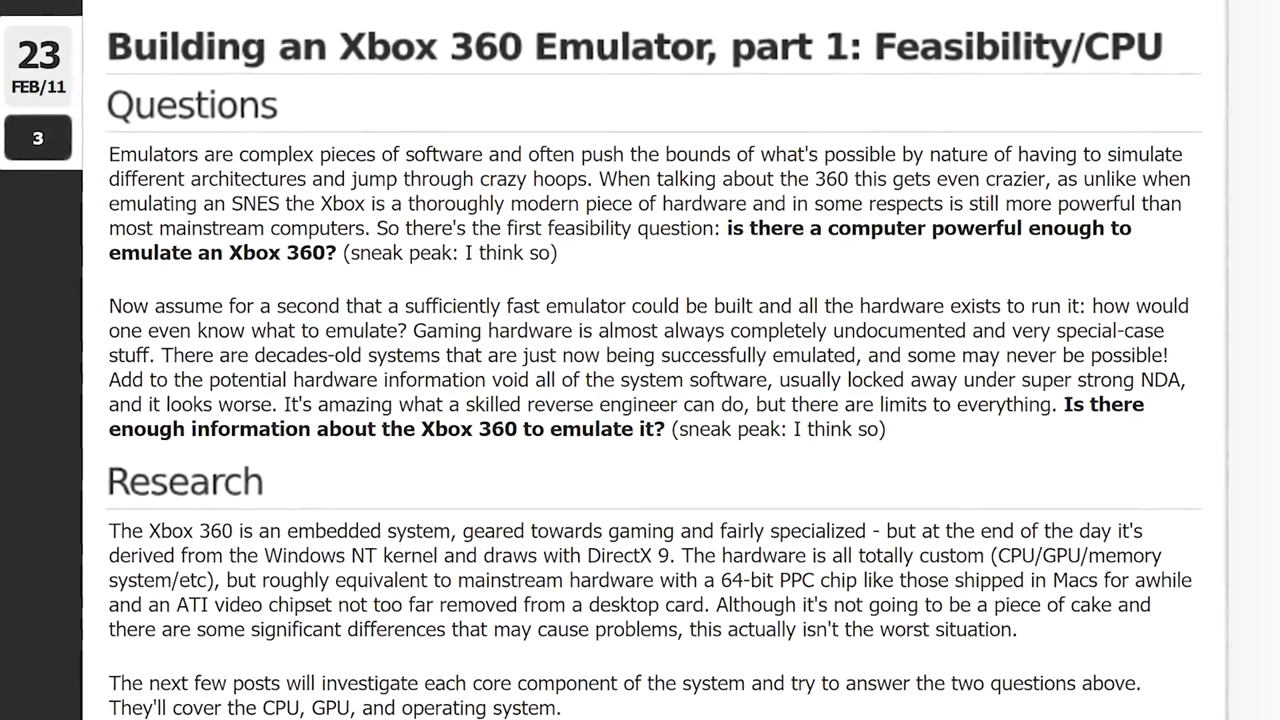 23
FEB/11
3
Building an Xbox 360 Emulator, part 1: Feasibility/CPU
Questions
Emulators are complex pieces of software and often push the bounds of what's possible by nature of having to simulate
different architectures and jump through crazy hoops. When talking about the 360 this gets even crazier, as unlike when
emulating an SNES the Xbox is a thoroughly modern piece of hardware and in some respects is still more powerful than
most mainstream computers. So there's the first feasibility question: is there a computer powerful enough to
emulate an Xbox 360? (sneak peak: I think so)
Now assume for a second that a sufficiently fast emulator could be built and all the hardware exists to run it: how would
one even know what to emulate? Gaming hardware is almost always completely undocumented and very special-case
stuff. There are decades-old systems that are just now being successfully emulated, and some may never be possible!
Add to the potential hardware information void all of the system software, usually locked away under super strong NDA,
and it looks worse. It's amazing what a skilled reverse engineer can do, but there are limits to everything. Is there
enough information about the Xbox 360 to emulate it? (sneak peak: I think so)
Research
The Xbox 360 is an embedded system, geared towards gaming and fairly specialized - but at the end of the day it's
derived from the Windows NT kernel and draws with DirectX 9. The hardware is all totally custom (CPU/GPU/memory
system/etc), but roughly equivalent to mainstream hardware with a 64-bit PPC chip like those shipped in Macs for awhile
and an ATI video chipset not too far removed from a desktop card. Although it's not going to be a piece of cake and
there are some significant differences that may cause problems, this actually isn't the worst situation.
The next few posts will investigate each core component of the system and try to answer the two questions above.
They'll cover the CPU, GPU, and operating system.